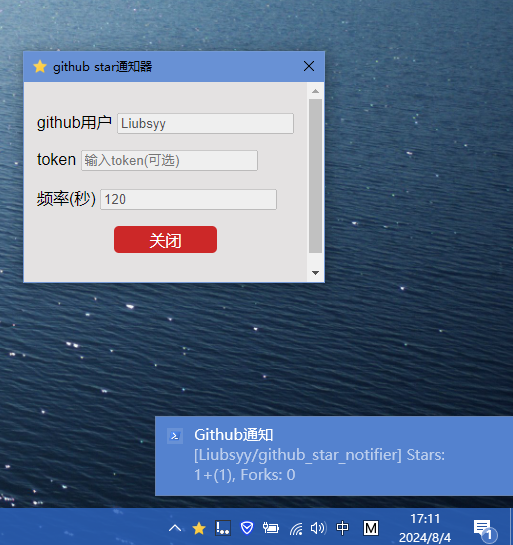 github star通知器
github用户 Liubsyy
token 输入token(可选)
频率(秒) 120
关闭
Github通知
[Liubsyy/github_star_notifier] Stars:
1+(1), Forks: 0
中 M 17:11
2024/8/4
1